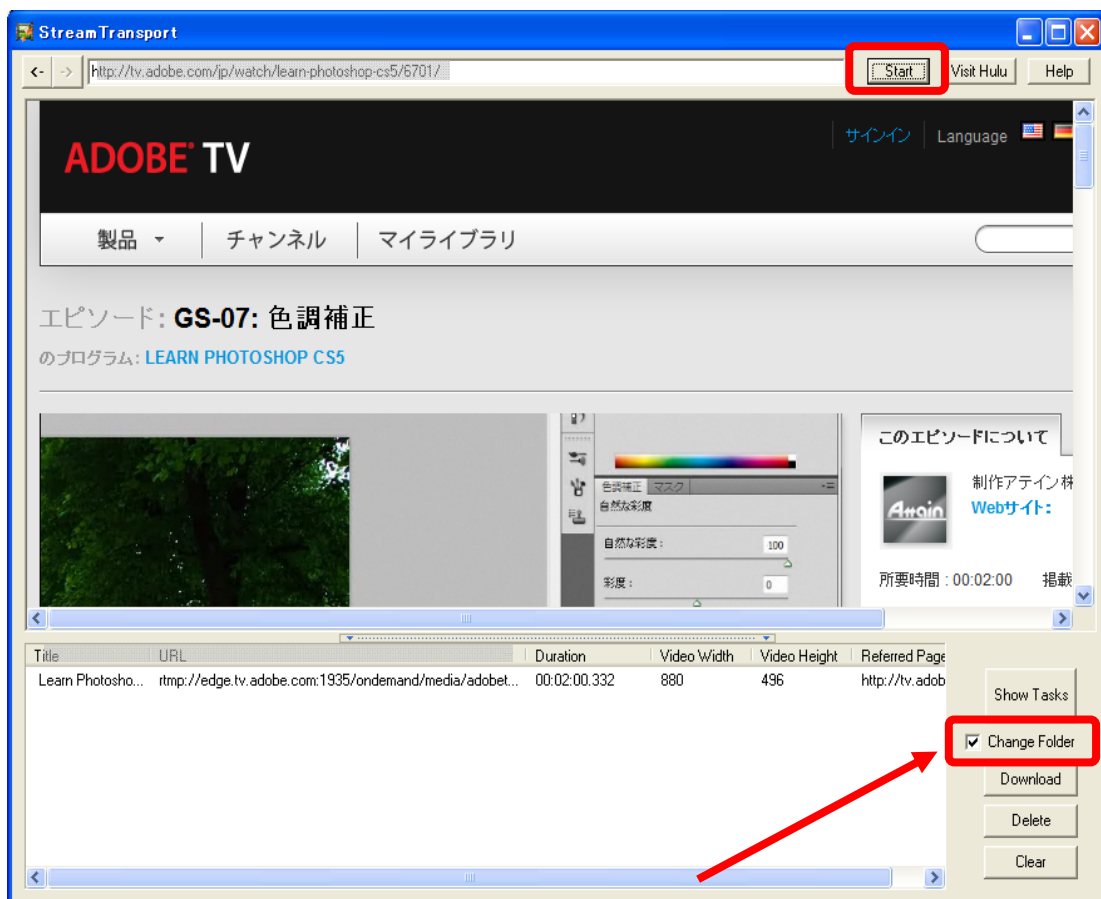 StreamTransport
<- -> http://tv.adobe.com/jp/watch/learn-photoshop-cs5/6701/ Start Visit Hulu Help
ADOBE® TV サインイン Language
製品 チャンネル マイライブラリ
エピソード: GS-07: 色調補正
のプログラム: LEARN PHOTOSHOP CS5
色調補正 マスク
自然な彩度
自然な彩度: 100
彩度: 0
このエピソードについて
Attain
制作アテイン株
Webサイト:
所要時間 : 00:02:00 掲載
Title URL Duration Video Width Video Height Referred Page
Learn Photosho... rtmp://edge.tv.adobe.com:1935/ondemand/media/adobet... 00:02:00.332 880 496 http://tv.adob
Show Tasks
Change Folder
Download
Delete
Clear